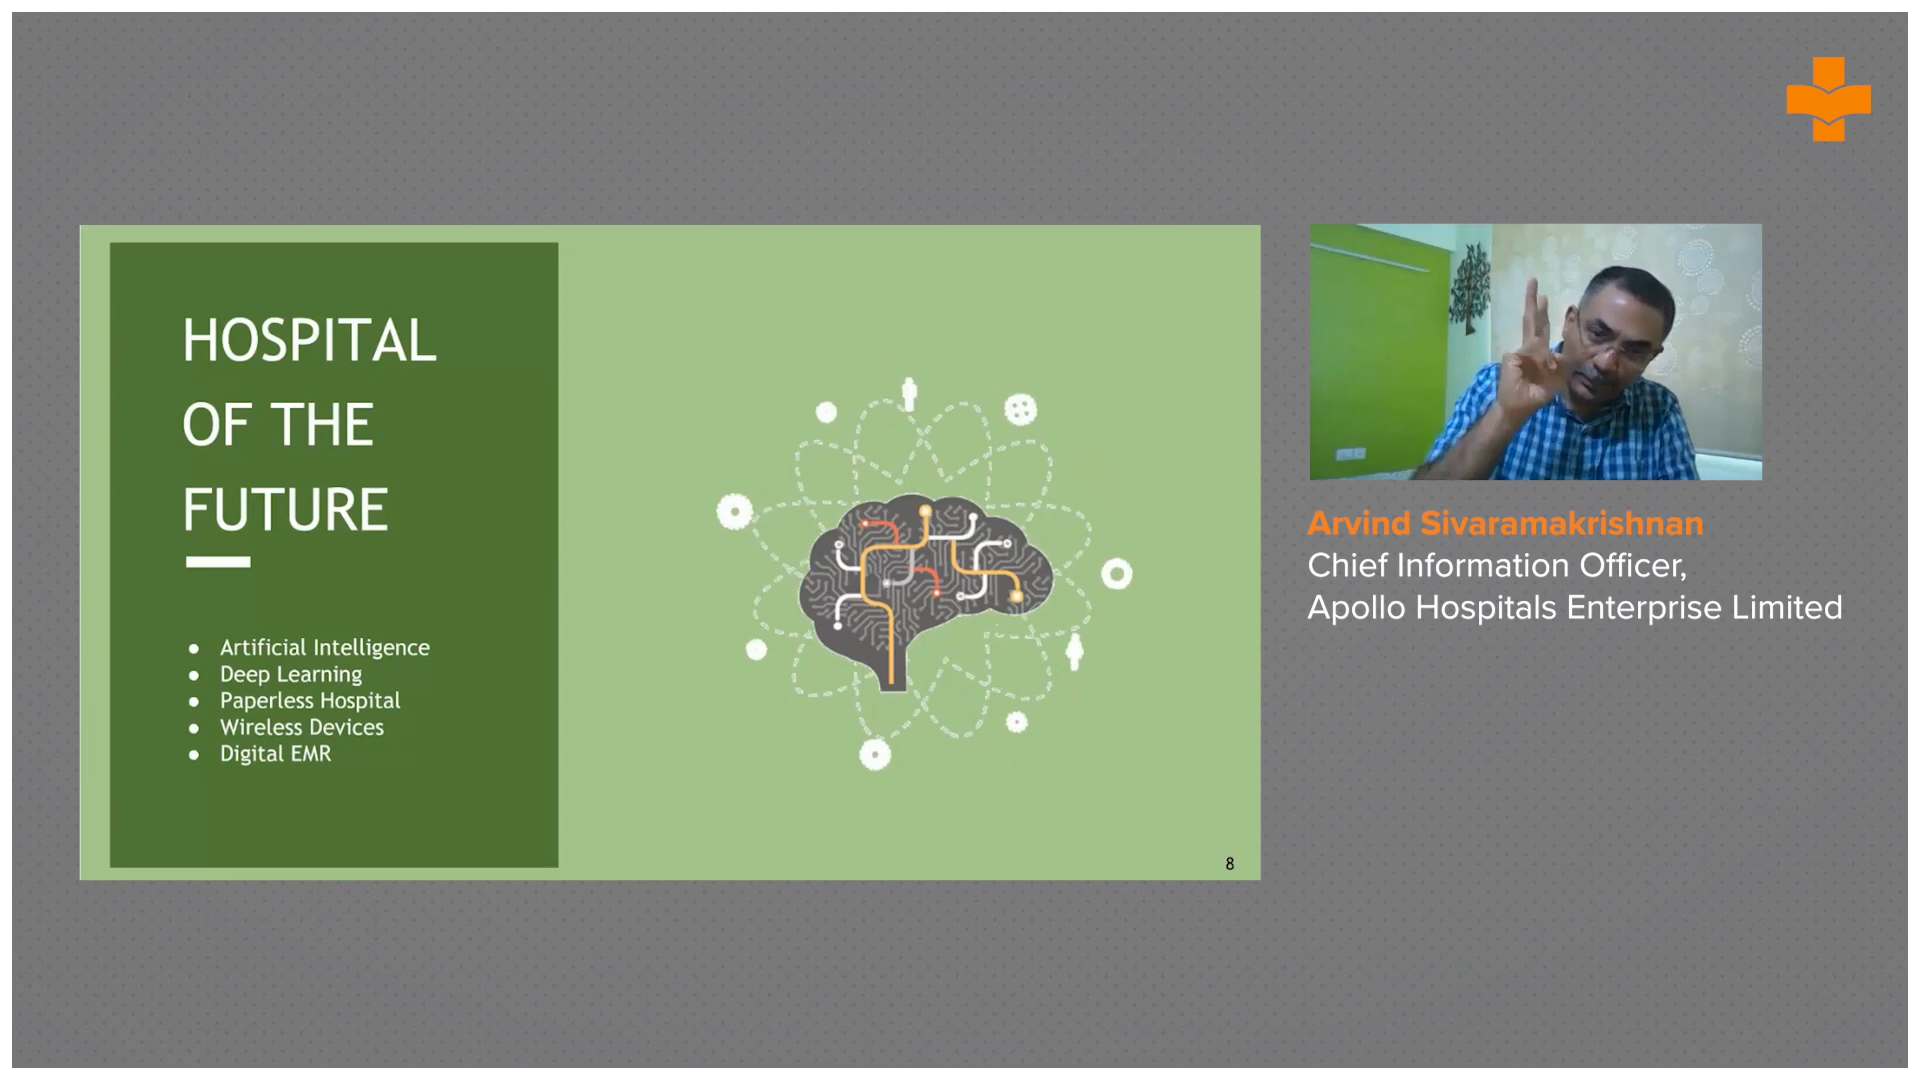 HOSPITAL
OF THE
FUTURE
● Artificial Intelligence
● Deep Learning
● Paperless Hospital
● Wireless Devices
● Digital EMR
8
Arvind Sivaramakrishnan
Chief Information Officer,
Apollo Hospitals Enterprise Limited